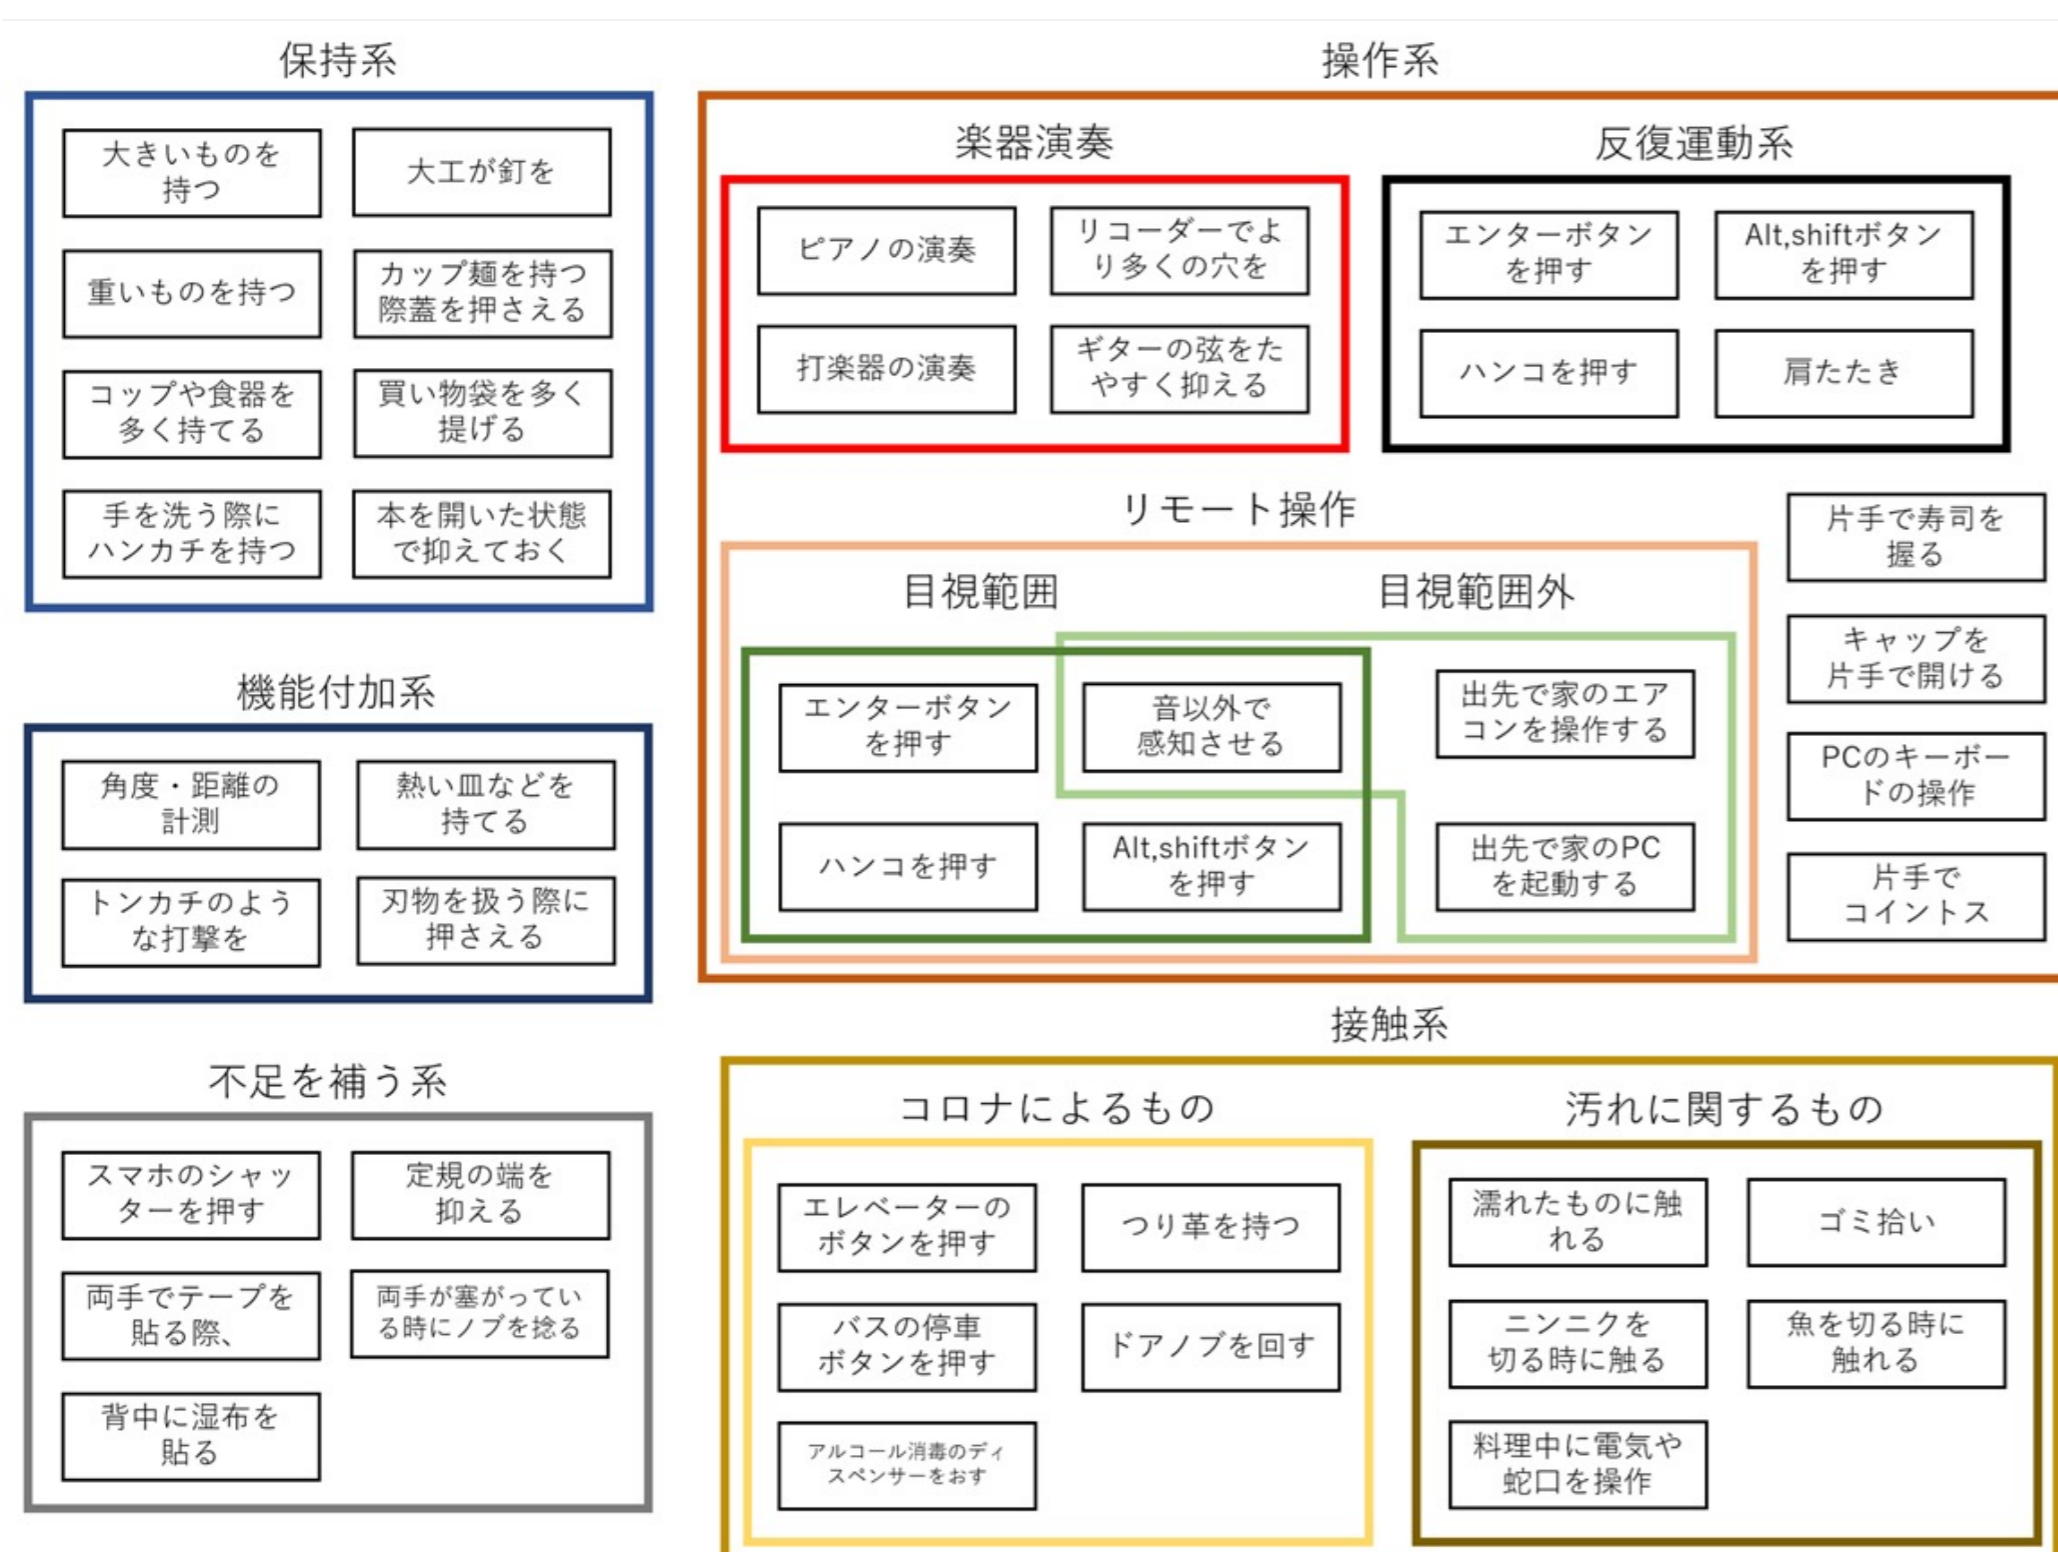 保持系
大きいものを
持つ
大工が釘を
重いものを持つ
カップ麺を持つ
際蓋を押さえる
コップや食器を
多く持てる
買い物袋を多く
提げる
手を洗う際に
ハンカチを持つ
本を開いた状態
で抑えておく
機能付加系
角度・距離の
計測
熱い皿などを
持てる
トンカチのよう
な打撃を
刃物を扱う際に
押さえる
不足を補う系
スマホのシャッ
ターを押す
定規の端を
抑える
両手でテープを
貼る際、
両手が塞がってい
る時にノブを捻る
背中に湿布を
貼る
操作系
楽器演奏
ピアノの演奏
リコーダーでよ
り多くの穴を
打楽器の演奏
ギターの弦をた
やすく抑える
反復運動系
エンターボタン
を押す
Alt,shiftボタン
を押す
ハンコを押す
肩たたき
リモート操作
目視範囲
目視範囲外
エンターボタン
を押す
音以外で
感知させる
出先で家のエア
コンを操作する
ハンコを押す
Alt,shiftボタン
を押す
出先で家のPC
を起動する
片手で寿司を
握る
キャップを
片手で開ける
PCのキーボー
ドの操作
片手で
コイントス
接触系
コロナによるもの
エレベーターの
ボタンを押す
つり革を持つ
バスの停車
ボタンを押す
ドアノブを回す
アルコール消毒のディ
スペンサーをおす
汚れに関するもの
濡れたものに触
れる
ゴミ拾い
ニンニクを
切る時に触る
魚を切る時に
触れる
料理中に電気や
蛇口を操作